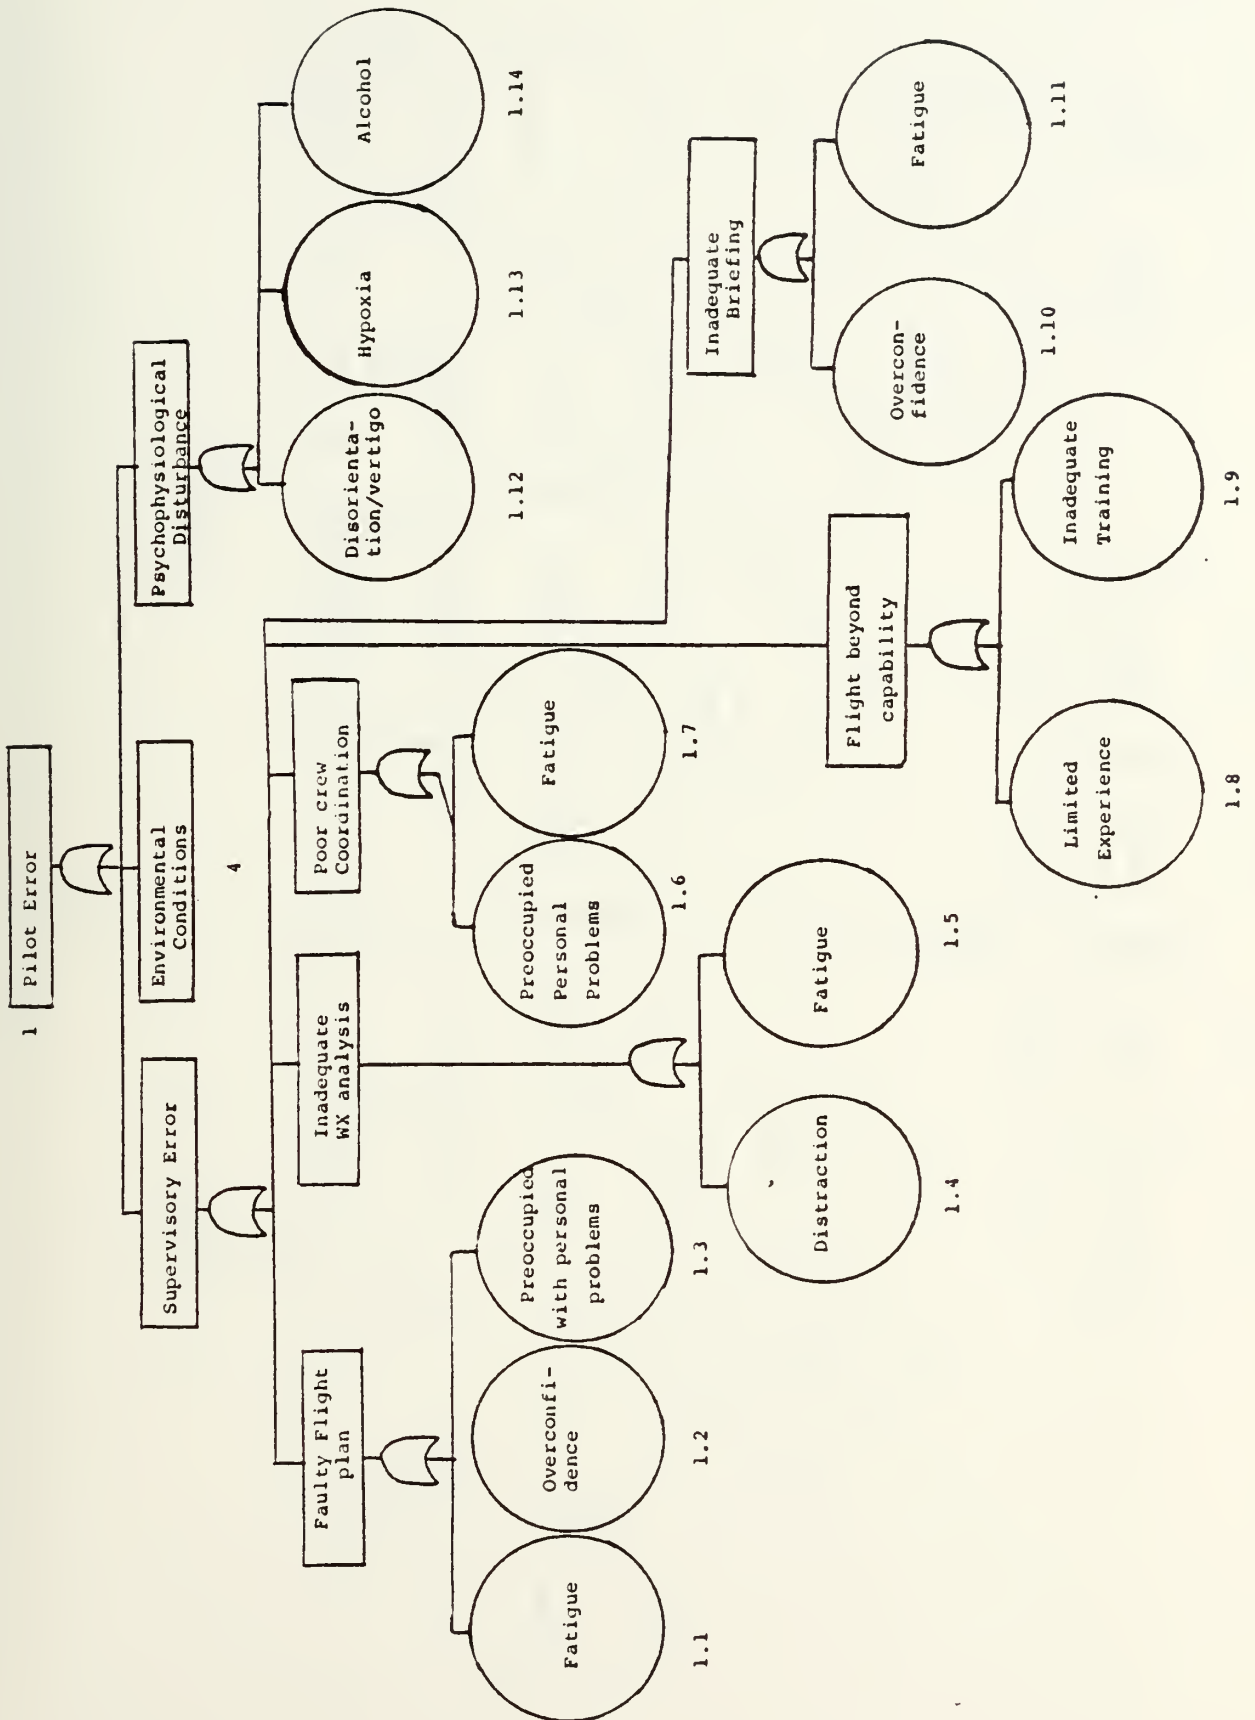 1
Pilot Error
Supervisory Error
Environmental
Conditions
4
Psychophysiological
Disturbance
Faulty Flight
plan
Inadequate
WX analysis
Poor crew
Coordination
Disorienta-
tion/vertigo
1.12
Hypoxia
1.13
Alcohol
1.14
Fatigue
1.1
Overconfi-
dence
1.2
Preoccupied
with personal
problems
1.3
Preoccupied
Personal
Problems
1.6
Fatigue
1.7
Inadequate
Briefing
Distraction
1.4
Fatigue
1.5
Flight beyond
capability
Overcon-
fidence
1.10
Fatigue
1.11
Limited
Experience
1.8
Inadequate
Training
1.9